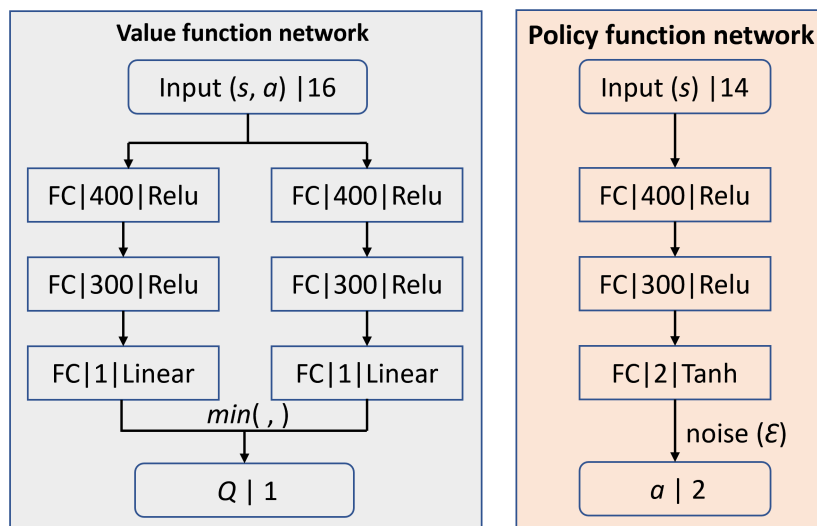 Value function network
Input (s, a) |16
FC|400|Relu
FC|400|Relu
FC|300|Relu
FC|300|Relu
FC|1|Linear
FC|1|Linear
min( , )
Q | 1
Policy function network
Input (s) |14
FC|400|Relu
FC|300|Relu
FC|2|Tanh
noise (ℇ)
a | 2